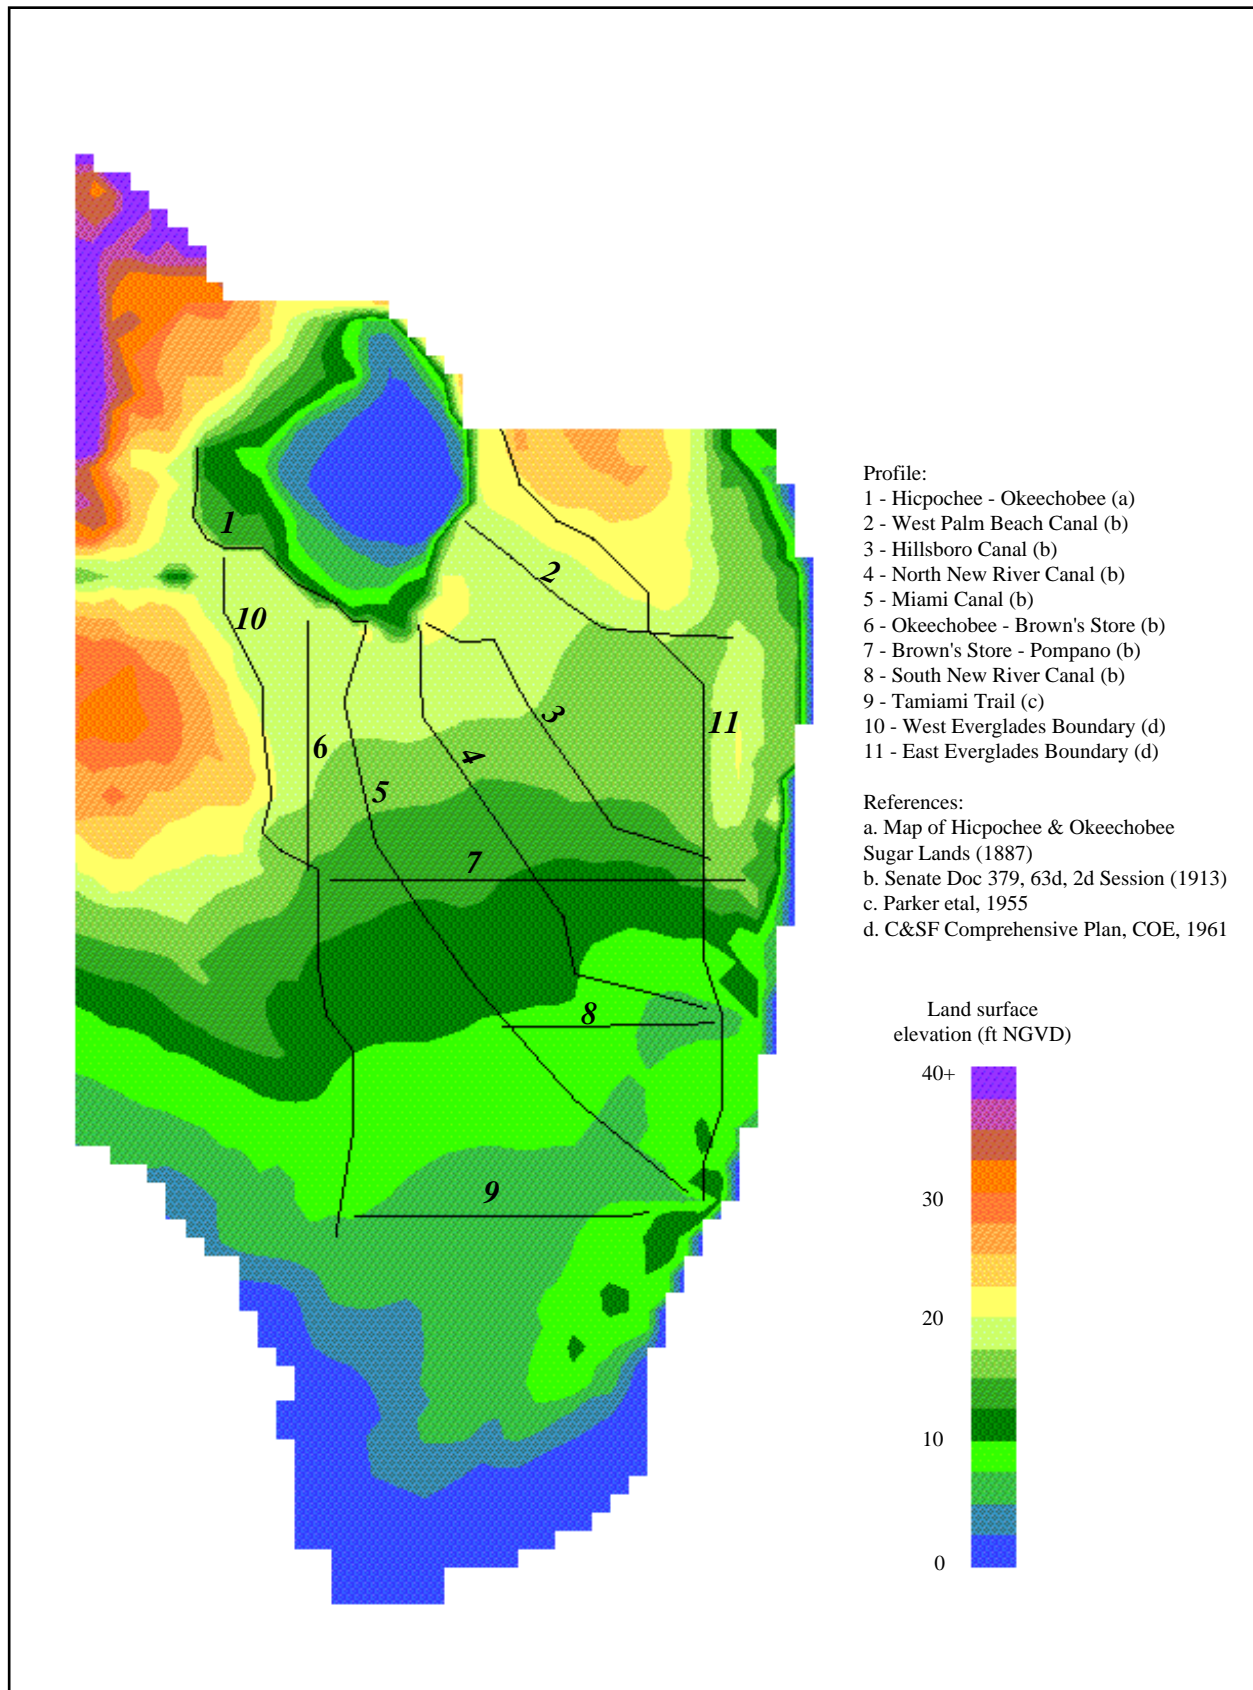 1
2
10
3
11
6
4
5
7
8
9
Profile:
1 - Hicpochee - Okeechobee (a)
2 - West Palm Beach Canal (b)
3 - Hillsboro Canal (b)
4 - North New River Canal (b)
5 - Miami Canal (b)
6 - Okeechobee - Brown's Store (b)
7 - Brown's Store - Pompano (b)
8 - South New River Canal (b)
9 - Tamiami Trail (c)
10 - West Everglades Boundary (d)
11 - East Everglades Boundary (d)
References:
a. Map of Hicpochee & Okeechobee
Sugar Lands (1887)
b. Senate Doc 379, 63d, 2d Session (1913)
c. Parker etal, 1955
d. C&SF Comprehensive Plan, COE, 1961
Land surface
elevation (ft NGVD)
40+
30
20
10
0